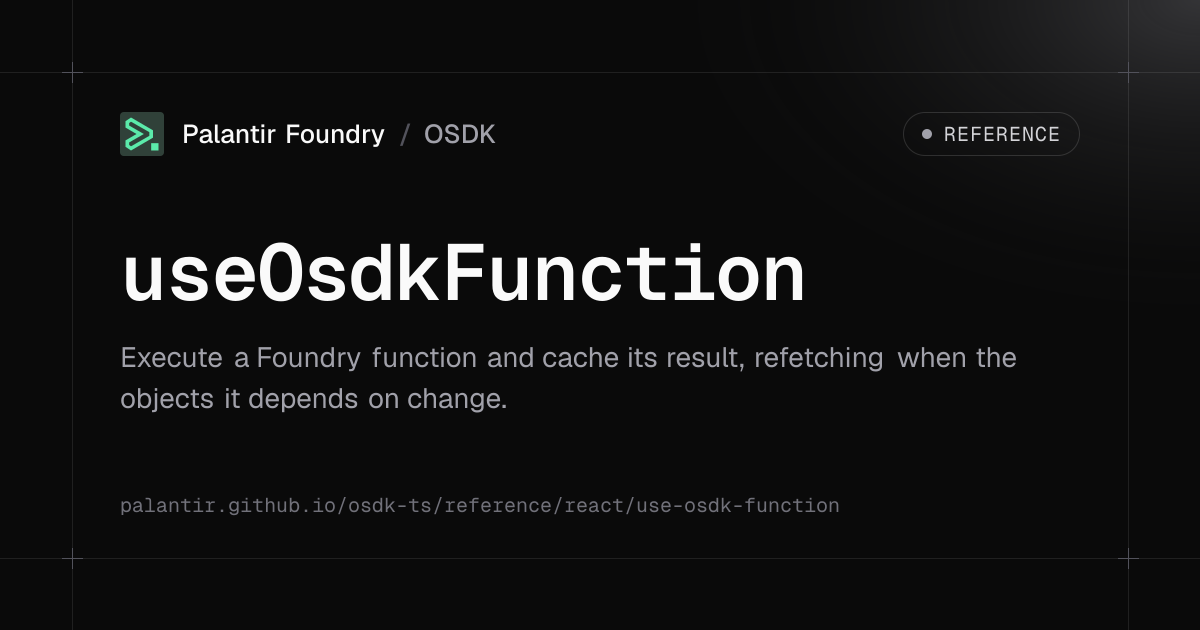 Palantir Foundry / OSDK
REFERENCE
useOsdkFunction
Execute a Foundry function and cache its result, refetching when the
objects it depends on change.
palantir.github.io/osdk-ts/reference/react/use-osdk-function